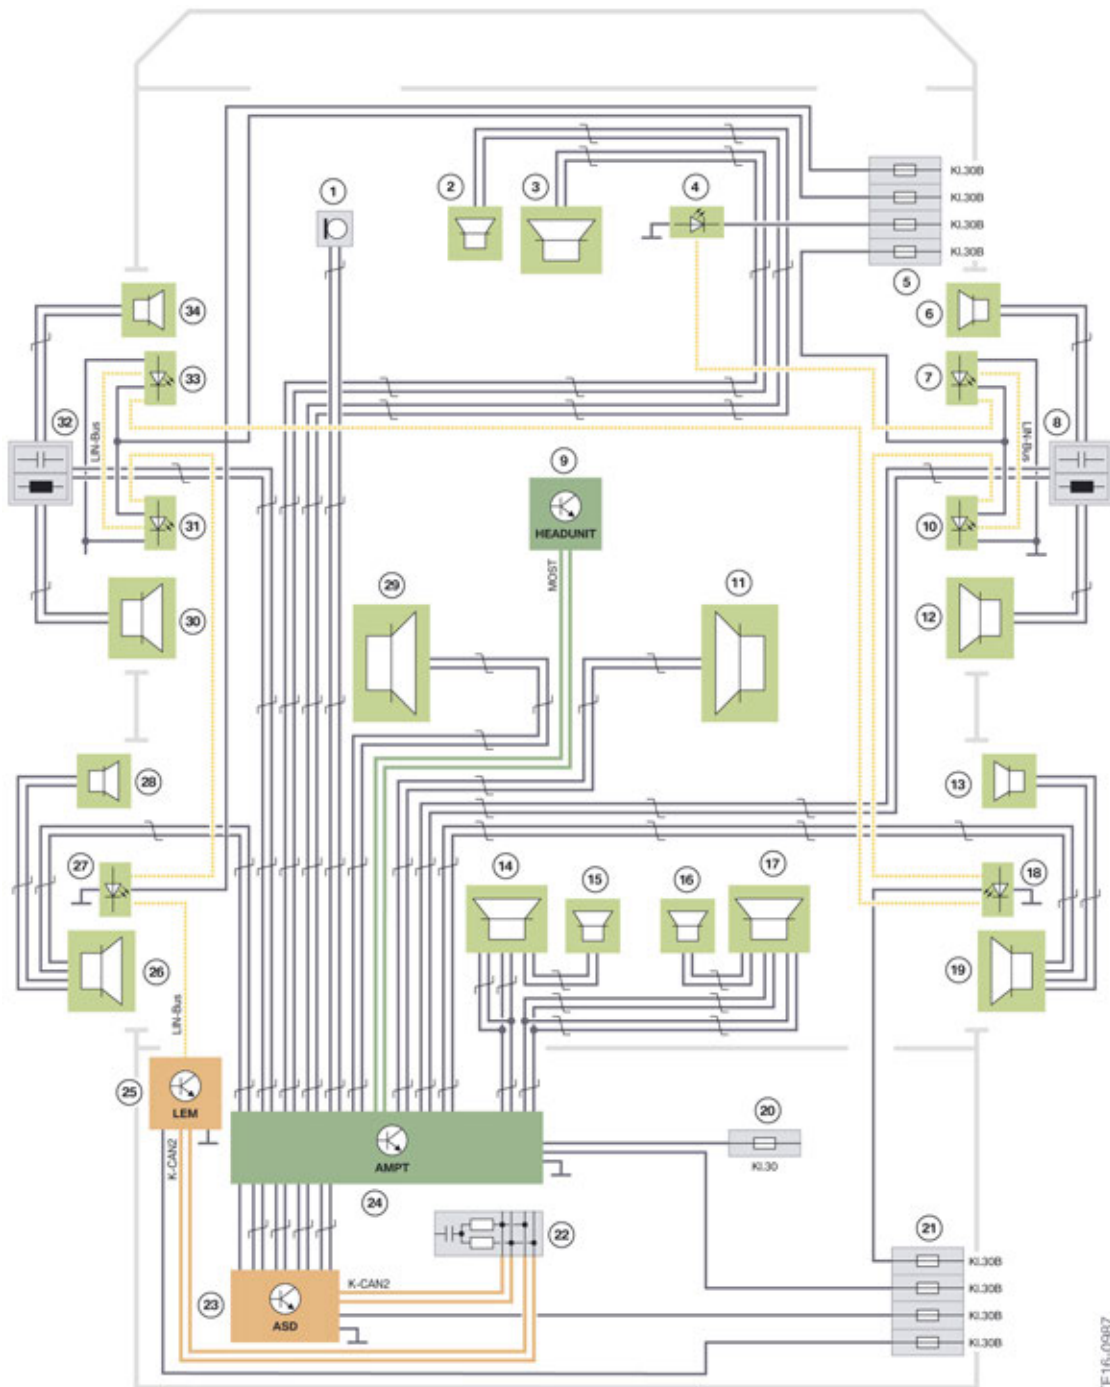 KI.30B
KI.30B
KI.30B
KI.30B
1
2
3
4
5
34
6
33
7
32
8
LIN-Bus
LIN-Bus
9
HEADUNIT
31
10
MOST
29
11
30
12
28
13
27
14
15
16
17
18
26
19
LIN-Bus
25
LEM
K-CAN2
20
KI.30
AMPT
24
22
21
KI.30B
KI.30B
KI.30B
KI.30B
K-CAN2
23
ASD
TE16-0987